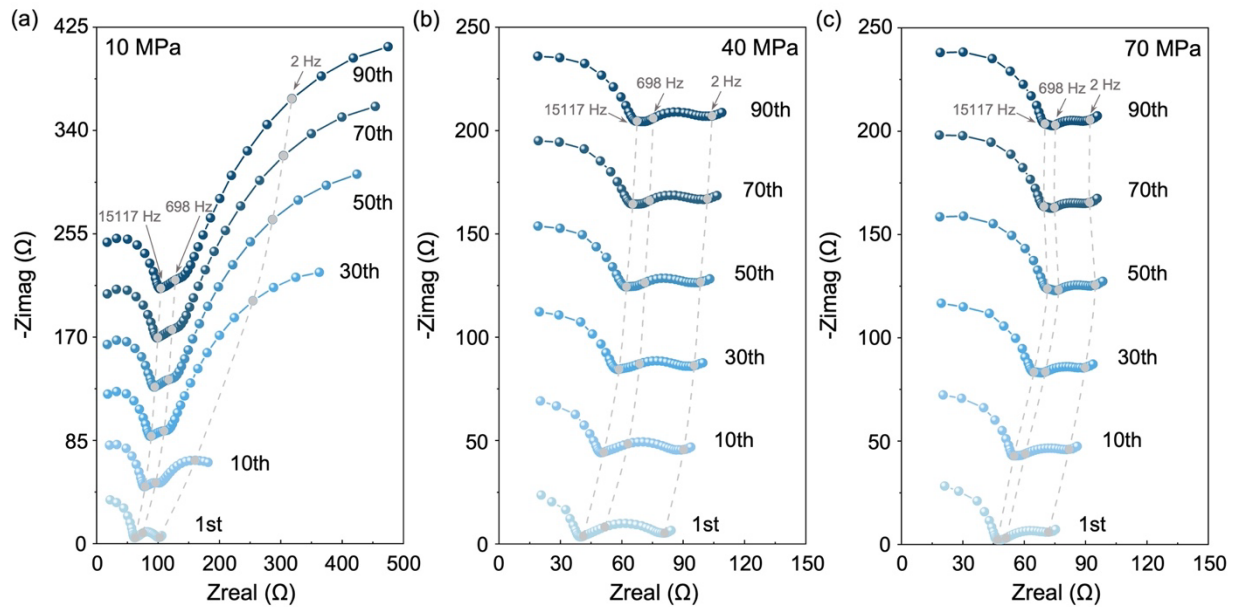 (a)
10 MPa
425
340
255
170
85
0
-Zimag (Ω)
0
100
200
300
400
500
Zreal (Ω)
2 Hz
698 Hz
15117 Hz
90th
70th
50th
30th
10th
1st
(b)
40 MPa
250
200
150
100
50
0
0
30
60
90
120
150
Zreal (Ω)
698 Hz
2 Hz
15117 Hz
90th
70th
50th
30th
10th
1st
(c)
70 MPa
250
200
150
100
50
0
0
30
60
90
120
150
Zreal (Ω)
698 Hz
2 Hz
15117 Hz
90th
70th
50th
30th
10th
1st